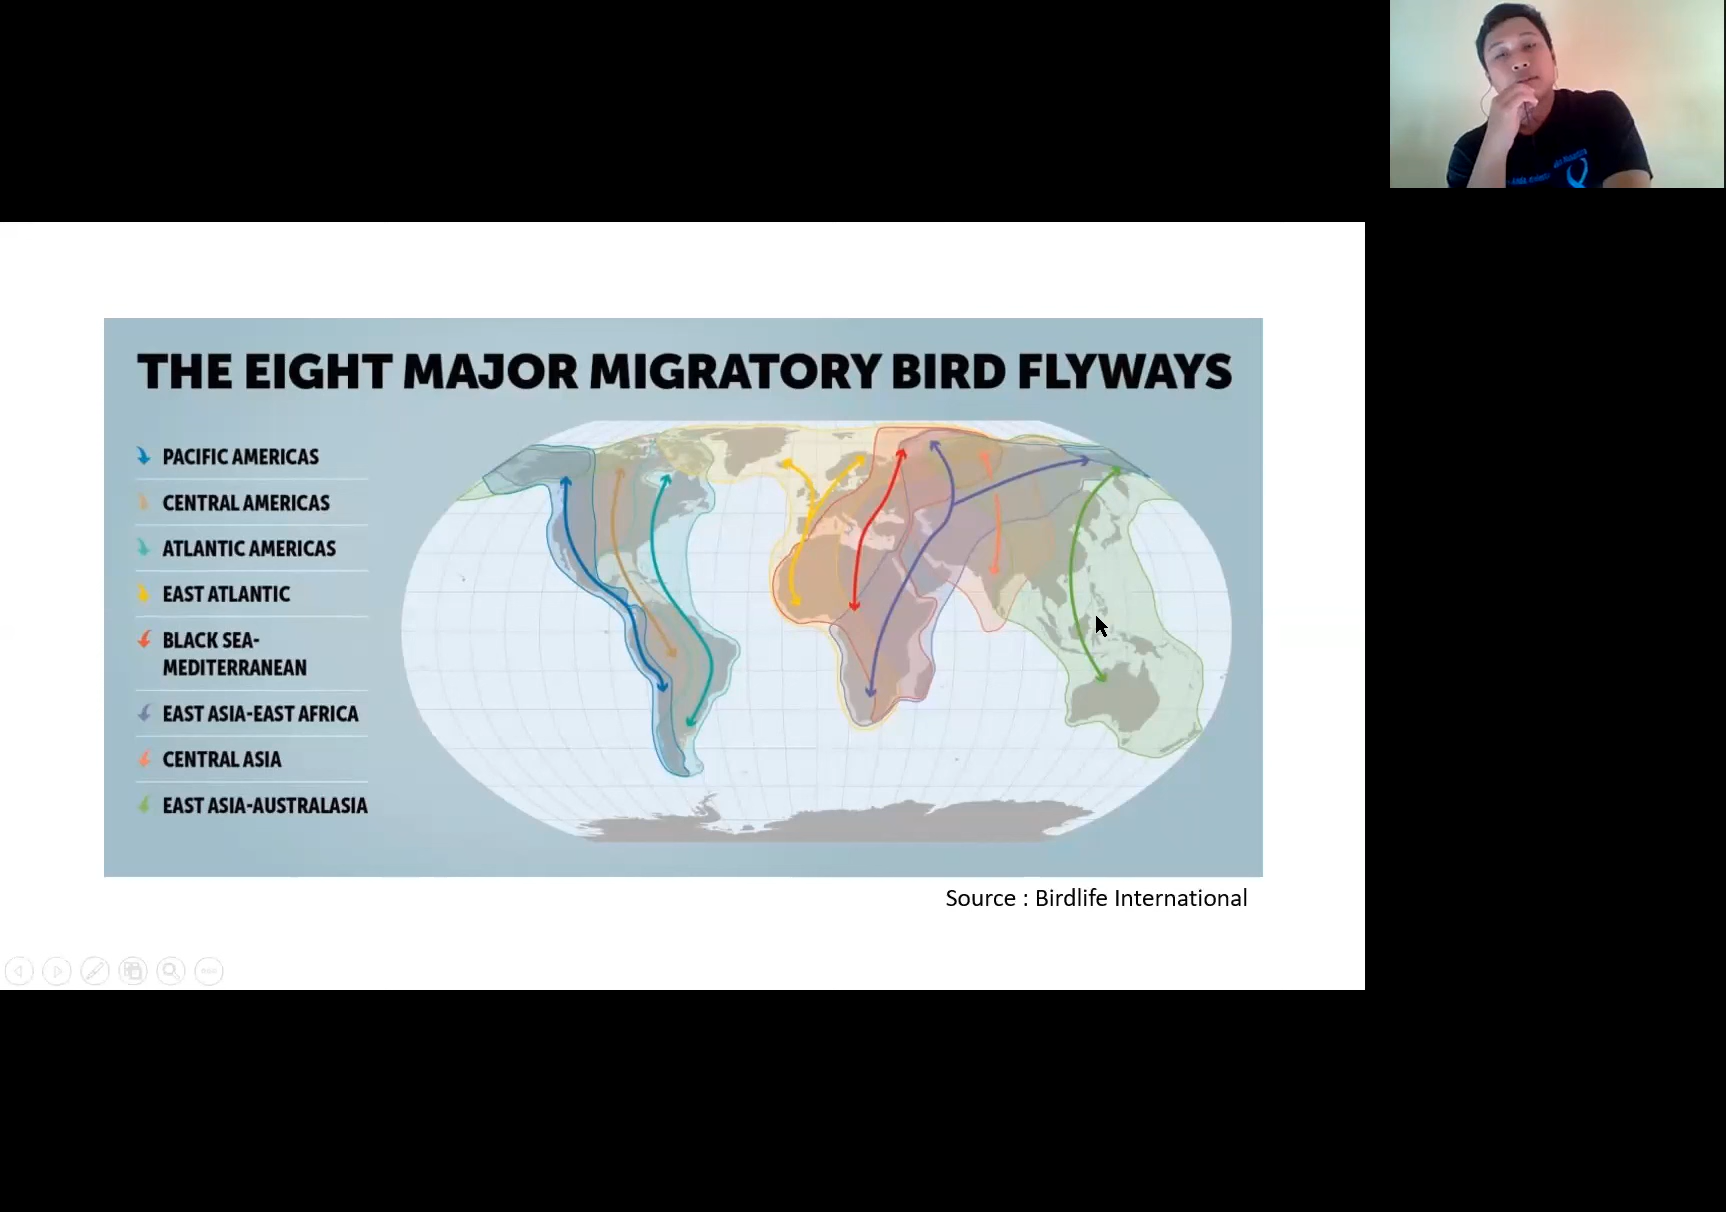 THE EIGHT MAJOR MIGRATORY BIRD FLYWAYS
PACIFIC AMERICAS
CENTRAL AMERICAS
ATLANTIC AMERICAS
EAST ATLANTIC
BLACK SEA-
MEDITERRANEAN
EAST ASIA-EAST AFRICA
CENTRAL ASIA
EAST ASIA-AUSTRALASIA
Source : Birdlife International